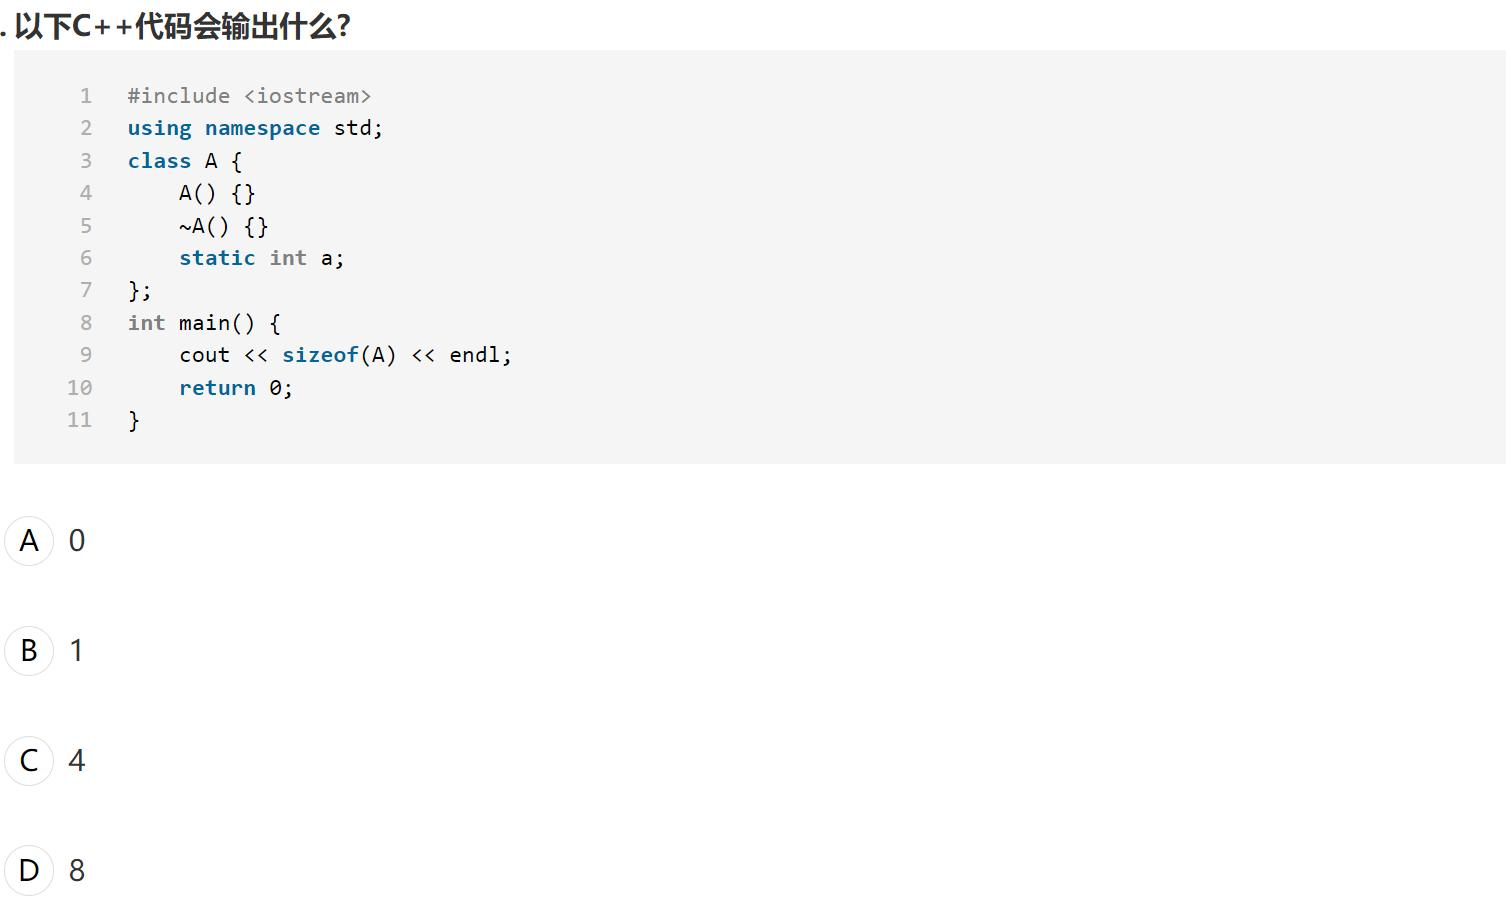 . 以下C++代码会输出什么?
1 #include <iostream>
2 using namespace std;
3 class A {
4     A() {}
5     ~A() {}
6     static int a;
7 };
8 int main() {
9     cout << sizeof(A) << endl;
10     return 0;
11 }
A 0
B 1
C 4
D 8